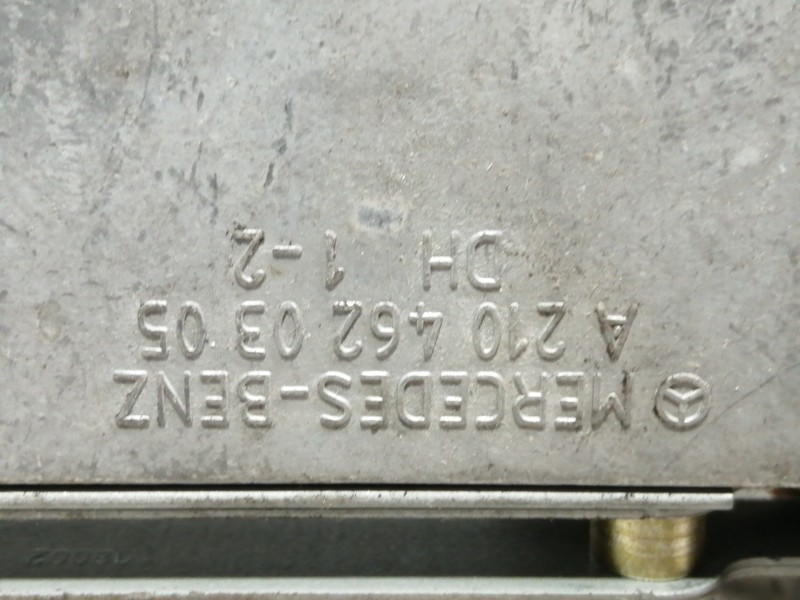 MERCEDES-BENZ
A 210 462 03 05
DH 1-2